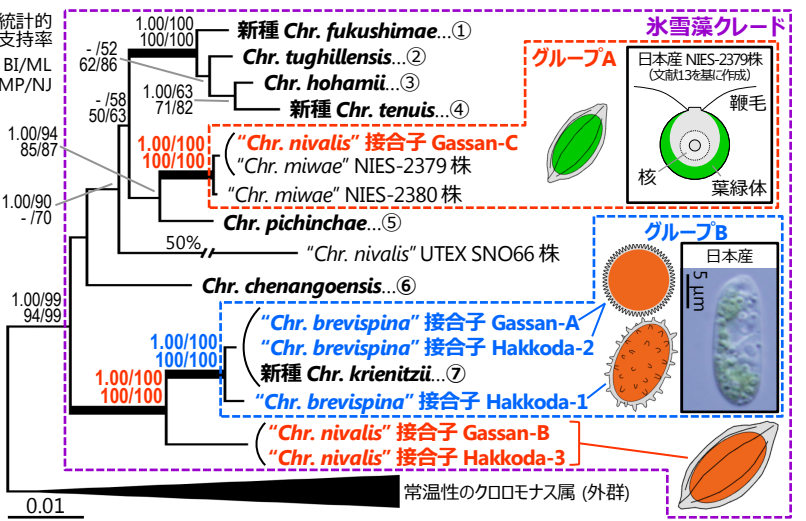 統計的
支持率
BI/ML
MP/NJ
氷雪藻クレード
1.00/100
100/100
新種 Chr. fukushimae…①
- /52
62/86
Chr. tughillensis…②
Chr. hohamii…③
1.00/63
71/82
新種 Chr. tenuis…④
- /58
50/63
グループA
日本産 NIES-2379株
(文献13を基に作成)
鞭毛
核
葉緑体
1.00/94
85/87
1.00/100
100/100
“Chr. nivalis” 接合子 Gassan-C
“Chr. miwae” NIES-2379 株
“Chr. miwae” NIES-2380 株
Chr. pichinchae…⑤
1.00/90
- /70
50%
“Chr. nivalis” UTEX SNO66 株
Chr. chenangoensis…⑥
グループB
日本産
5 μm
1.00/99
94/99
1.00/100
100/100
“Chr. brevispina” 接合子 Gassan-A
“Chr. brevispina” 接合子 Hakkoda-2
新種 Chr. krienitzii…⑦
“Chr. brevispina” 接合子 Hakkoda-1
1.00/100
100/100
“Chr. nivalis” 接合子 Gassan-B
“Chr. nivalis” 接合子 Hakkoda-3
常温性のクロロモナス属 (外群)
0.01